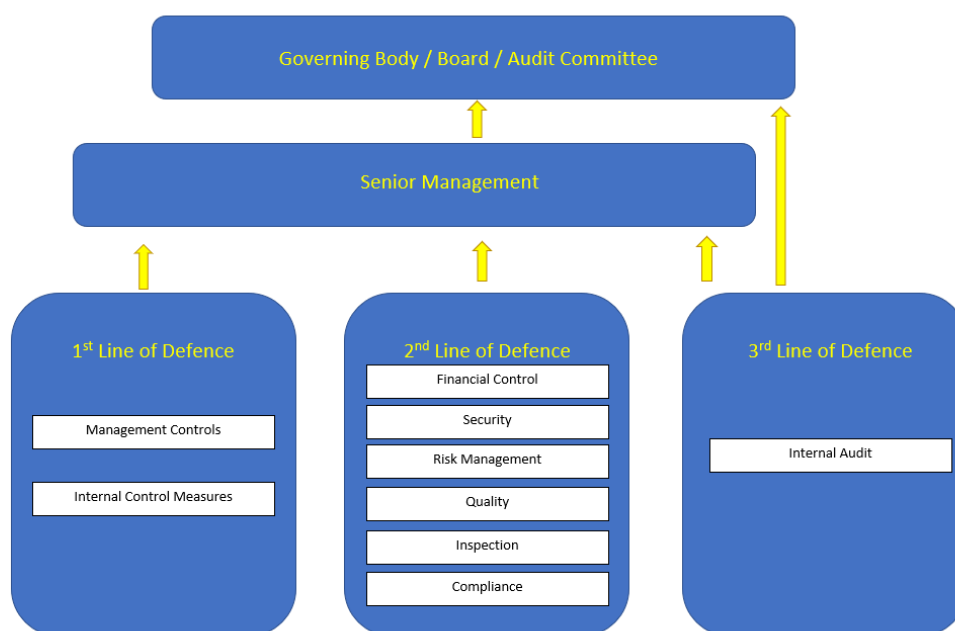 Governing Body / Board / Audit Committee
Senior Management
1st Line of Defence
Management Controls
Internal Control Measures
2nd Line of Defence
Financial Control
Security
Risk Management
Quality
Inspection
Compliance
3rd Line of Defence
Internal Audit